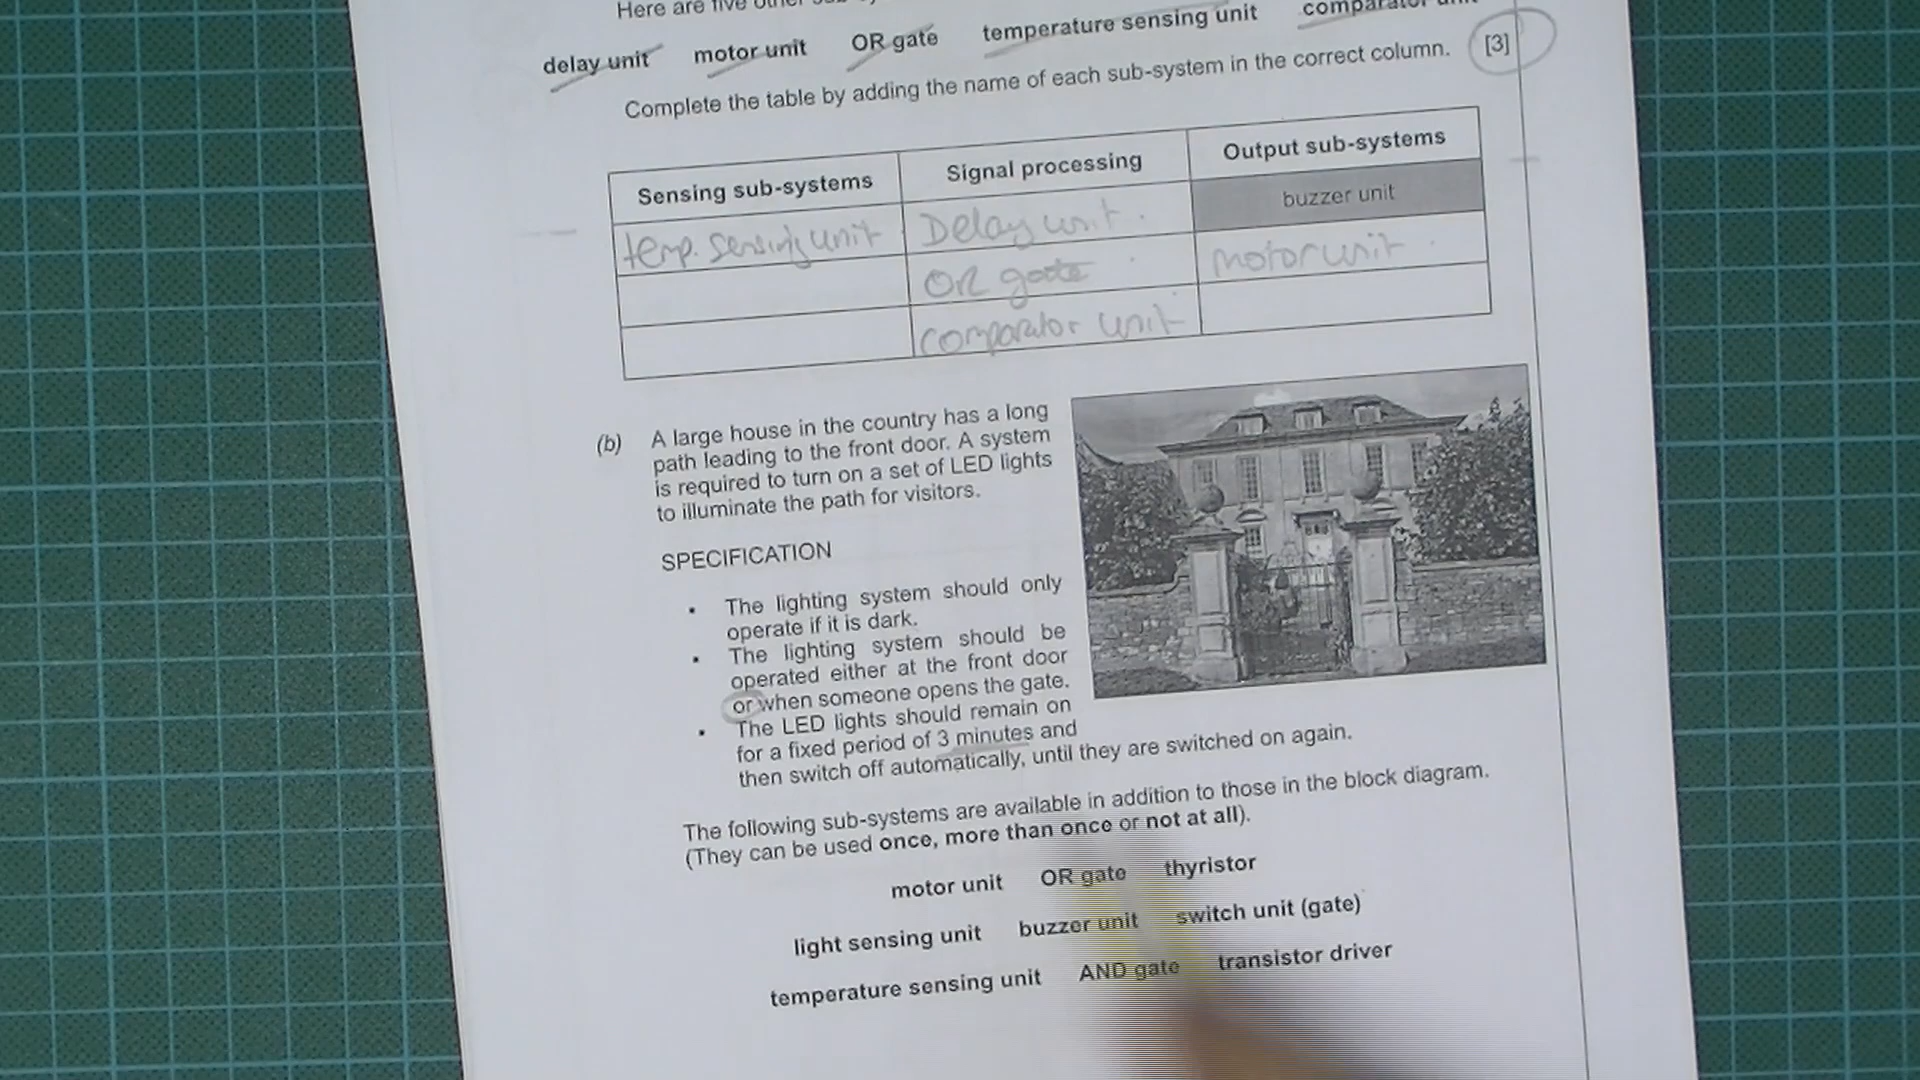 Here are five other
delay unit motor unit OR gate temperature sensing unit comparator unit
Complete the table by adding the name of each sub-system in the correct column. [3]
Sensing sub-systems Signal processing Output sub-systems
temp. sensing unit Delay unit. buzzer unit
OR gate motor unit
comparator unit
(b) A large house in the country has a long
path leading to the front door. A system
is required to turn on a set of LED lights
to illuminate the path for visitors.
SPECIFICATION
• The lighting system should only
operate if it is dark.
• The lighting system should be
operated either at the front door
or when someone opens the gate.
• The LED lights should remain on
for a fixed period of 3 minutes and
then switch off automatically, until they are switched on again.
The following sub-systems are available in addition to those in the block diagram.
(They can be used once, more than once or not at all).
motor unit OR gate thyristor
light sensing unit buzzer unit switch unit (gate)
temperature sensing unit AND gate transistor driver